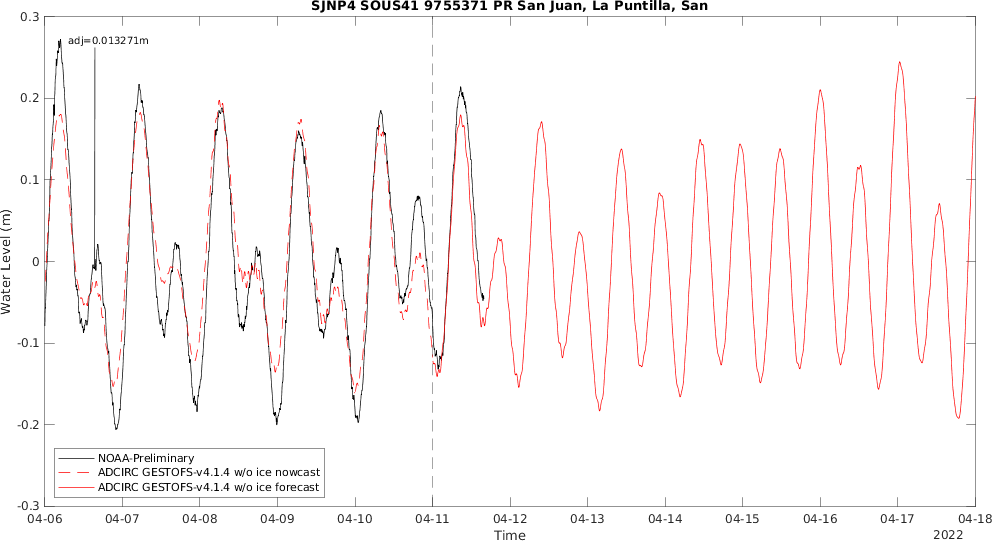 SJNP4 SOUS41 9755371 PR San Juan, La Puntilla, San
0.3
adj=0.013271m
0.2
0.1
0
-0.1
-0.2
-0.3
Water Level (m)
NOAA-Preliminary
ADCIRC GESTOFS-v4.1.4 w/o ice nowcast
ADCIRC GESTOFS-v4.1.4 w/o ice forecast
04-06 04-07 04-08 04-09 04-10 04-11 04-12 04-13 04-14 04-15 04-16 04-17 04-18
Time
2022